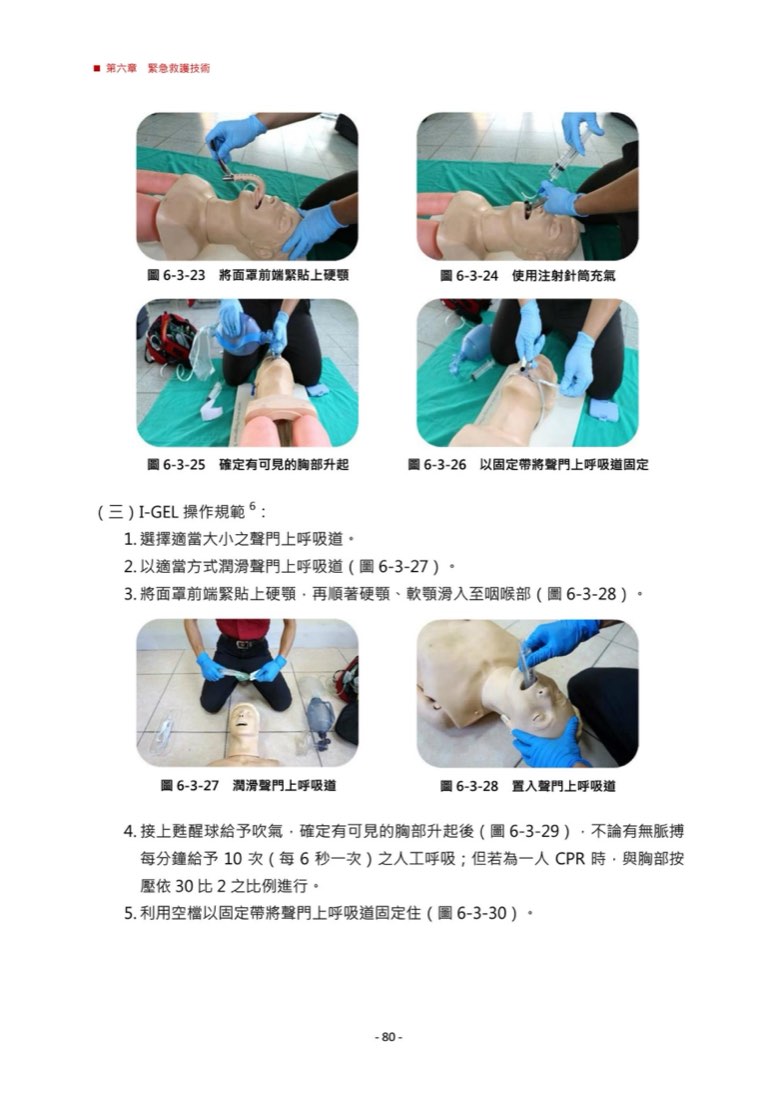 ■ 第六章　緊急救護技術
圖 6-3-23　將面罩前端緊貼上硬顎
圖 6-3-24　使用注射針筒充氣
圖 6-3-25　確定有可見的胸部升起
圖 6-3-26　以固定帶將聲門上呼吸道固定
（三）I-GEL 操作規範 6：
1. 選擇適當大小之聲門上呼吸道。
2. 以適當方式潤滑聲門上呼吸道（圖 6-3-27）。
3. 將面罩前端緊貼上硬顎，再順著硬顎、軟顎滑入至咽喉部（圖 6-3-28）。
圖 6-3-27　潤滑聲門上呼吸道
圖 6-3-28　置入聲門上呼吸道
4. 接上甦醒球給予吹氣，確定有可見的胸部升起後（圖 6-3-29），不論有無脈搏
每分鐘給予 10 次（每 6 秒一次）之人工呼吸；但若為一人 CPR 時，與胸部按
壓依 30 比 2 之比例進行。
5. 利用空檔以固定帶將聲門上呼吸道固定住（圖 6-3-30）。
- 80 -